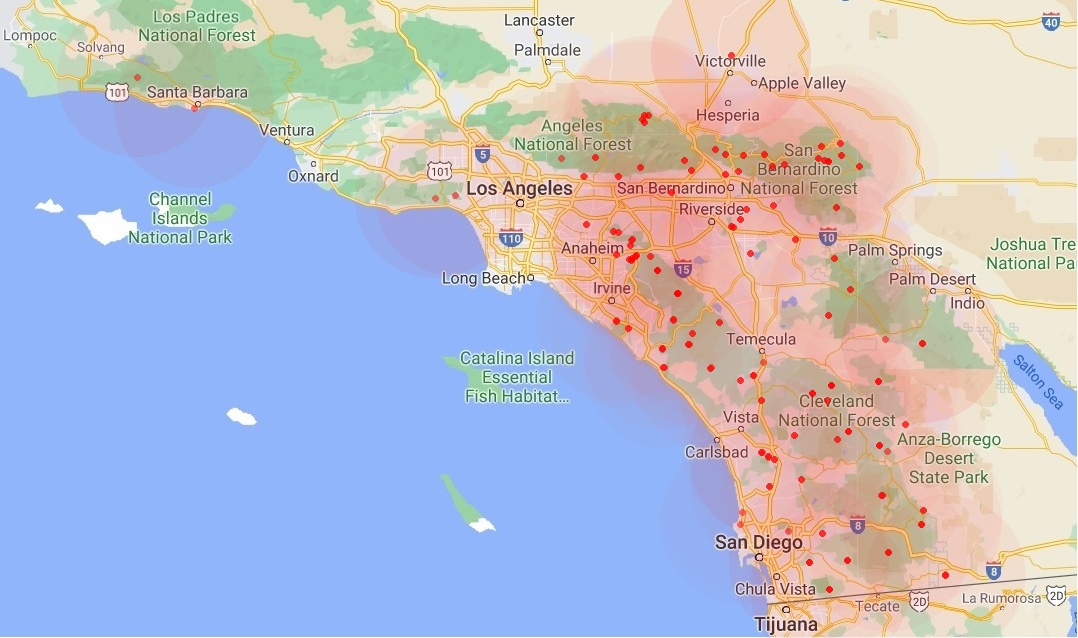 Lompoc
Solvang
Los Padres
National Forest
Lancaster
Palmdale
40
Victorville
Apple Valley
Hesperia
101
Santa Barbara
Ventura
Oxnard
Angeles
National Forest
5
101
San
Bernardino
National Forest
Los Angeles
San Bernardino
Riverside
Channel
Islands
National Park
110
Anaheim
10
Palm Springs
Joshua Tre
National Pa
15
Long Beach
Irvine
Palm Desert
Indio
Temecula
Salton Sea
Catalina Island
Essential
Fish Habitat...
Cleveland
National Forest
Vista
Carlsbad
Anza-Borrego
Desert
State Park
8
San Diego
8
Chula Vista
Tecate
2D
La Rumorosa
2D
Tijuana